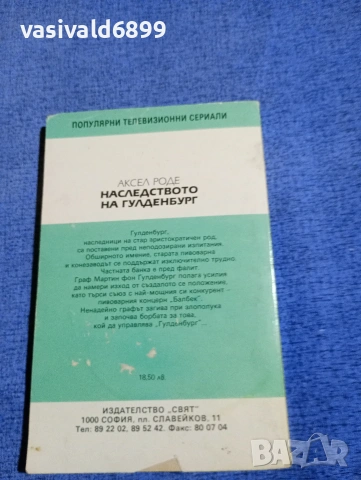 vasivald6899
ПОПУЛЯРНИ ТЕЛЕВИЗИОННИ СЕРИАЛИ
АКСЕЛ РОДЕ
НАСЛЕДСТВОТО
НА ГУЛДЕНБУРГ
Гулденбург,
наследници на стар аристократичен род,
се поставени пред неподозирани изпитания.
Обширното имение, старата пивоварна
и конезаводът се поддържат изключително трудно.
Частната банка е пред фалит.
Граф Мартин фон Гулденбург полага усилия
да намери изход от създалото се положение,
като търси съюз с най-мощния си конкурент -
пивоварния концерн "Балбек".
Ненадейно графът загива при злополука
и започва борбата за това,
кой да управлява "Гулденбург".
18,50 лв.
ИЗДАТЕЛСТВО „СВЯТ"
1000 СОФИЯ, пл. СЛАВЕЙКОВ, 11
Тел: 89 22 02, 89 52 42. Факс: 80 07 04
BAZAR